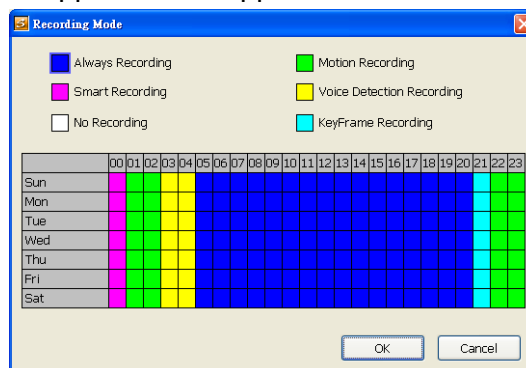 Recording Mode
Always Recording Motion Recording
Smart Recording Voice Detection Recording
No Recording KeyFrame Recording
00 01 02 03 04 05 06 07 08 09 10 11 12 13 14 15 16 17 18 19 20 21 22 23
Sun
Mon
Tue
Wed
Thu
Fri
Sat
OK Cancel